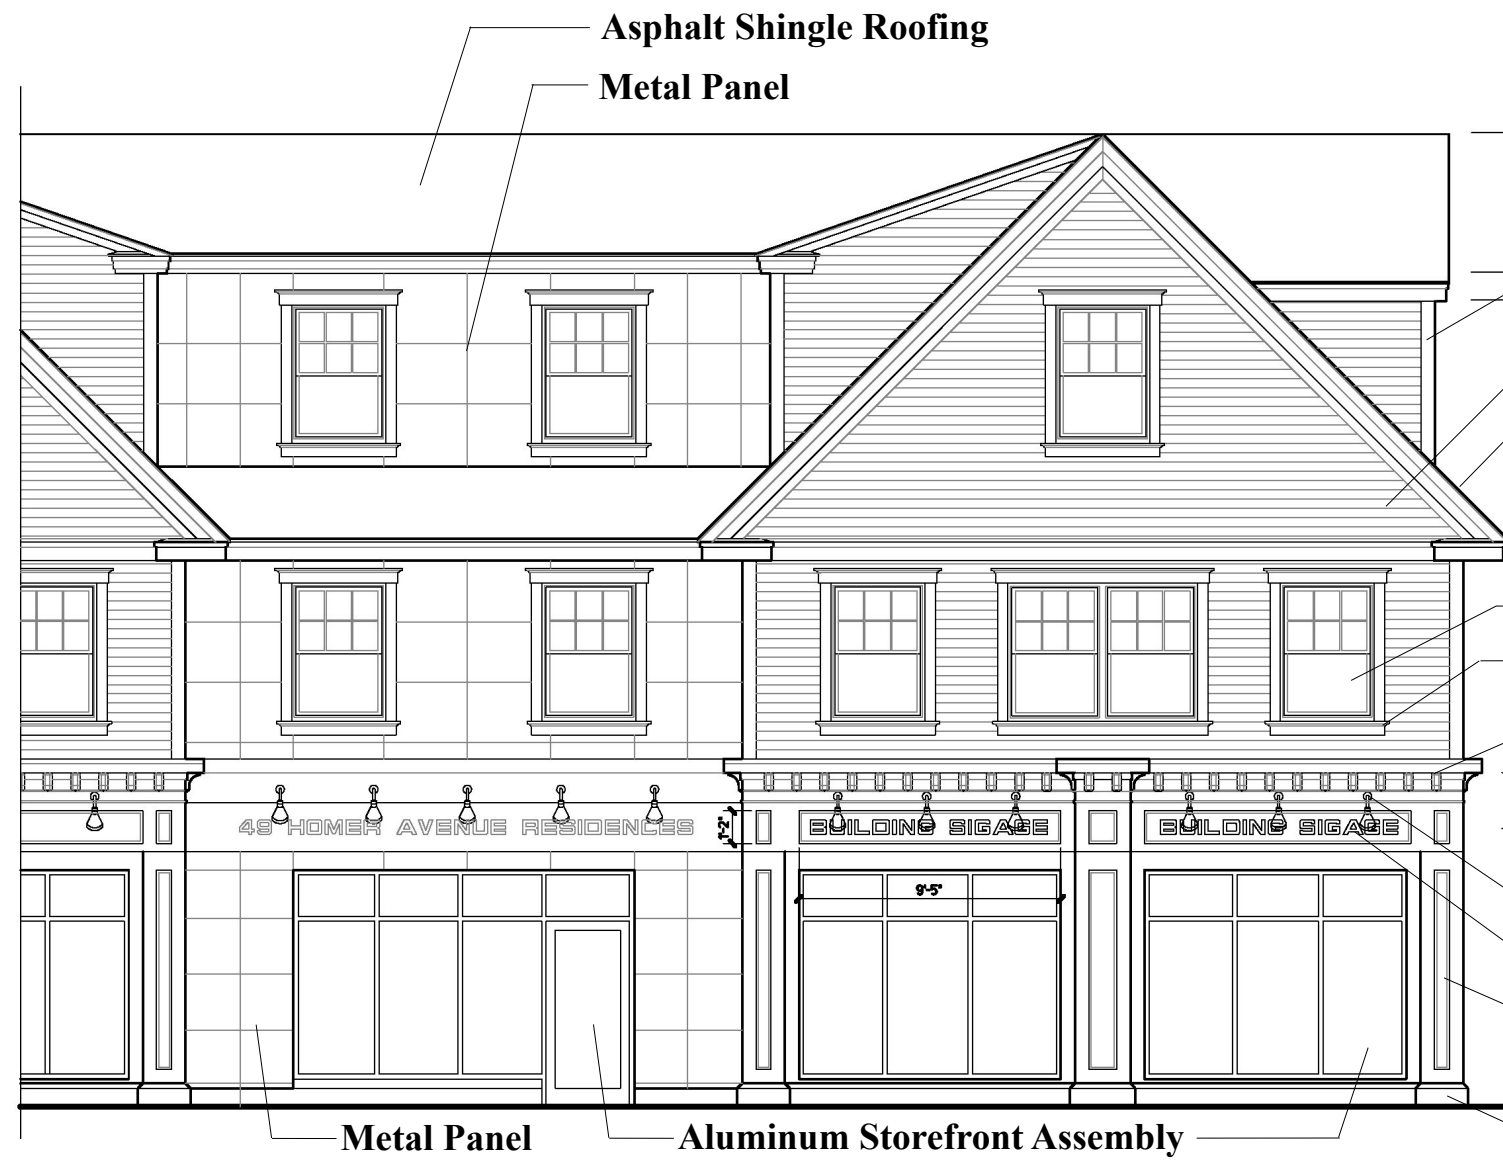 Asphalt Shingle Roofing
Metal Panel
49 HOMER AVENUE RESIDENCES
1'-2"
BUILDING SIGAGE
BUILDING SIGAGE
9'-5"
Metal Panel
Aluminum Storefront Assembly